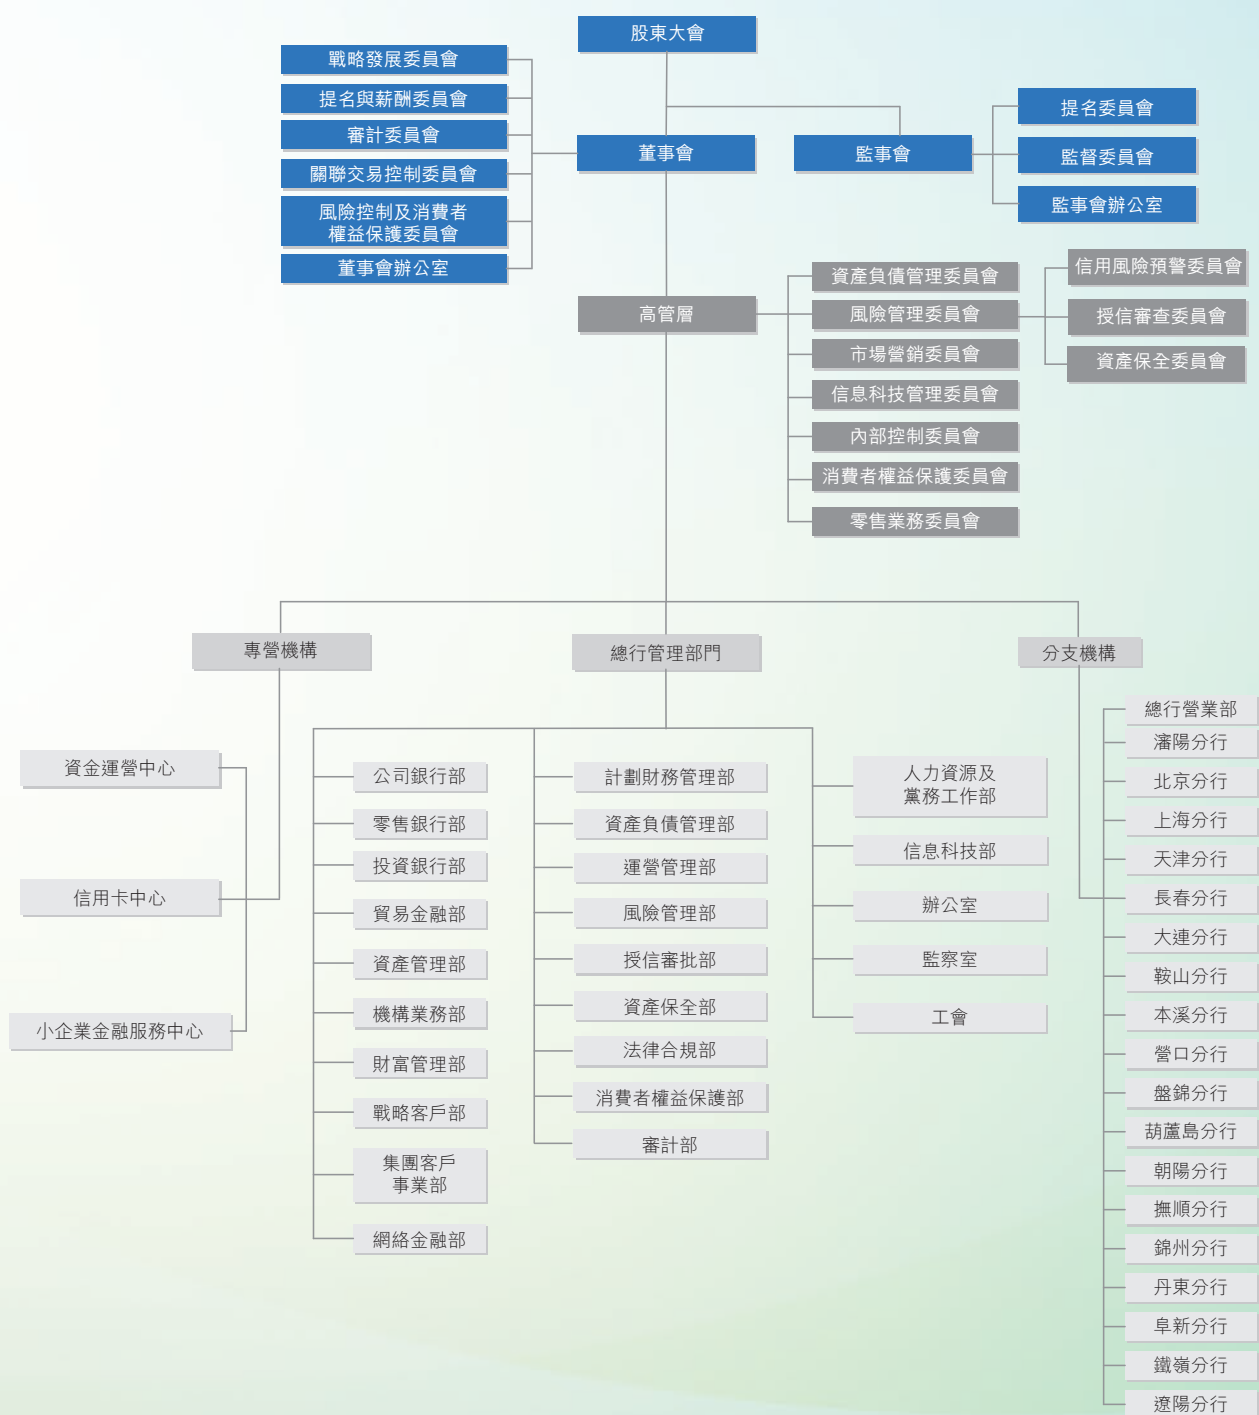 股東大會
戰略發展委員會
提名與薪酬委員會
審計委員會
關聯交易控制委員會
風險控制及消費者
權益保護委員會
董事會辦公室
董事會
監事會
提名委員會
監督委員會
監事會辦公室
高管層
資產負債管理委員會
風險管理委員會
市場營銷委員會
信息科技管理委員會
內部控制委員會
消費者權益保護委員會
零售業務委員會
信用風險預警委員會
授信審查委員會
資產保全委員會
專營機構
總行管理部門
分支機構
資金運營中心
信用卡中心
小企業金融服務中心
公司銀行部
零售銀行部
投資銀行部
貿易金融部
資產管理部
機構業務部
財富管理部
戰略客戶部
集團客戶
事業部
網絡金融部
計劃財務管理部
資產負債管理部
運營管理部
風險管理部
授信審批部
資產保全部
法律合規部
消費者權益保護部
審計部
人力資源及
黨務工作部
信息科技部
辦公室
監察室
工會
總行營業部
瀋陽分行
北京分行
上海分行
天津分行
長春分行
大連分行
鞍山分行
本溪分行
營口分行
盤錦分行
葫蘆島分行
朝陽分行
撫順分行
錦州分行
丹東分行
阜新分行
鐵嶺分行
遼陽分行